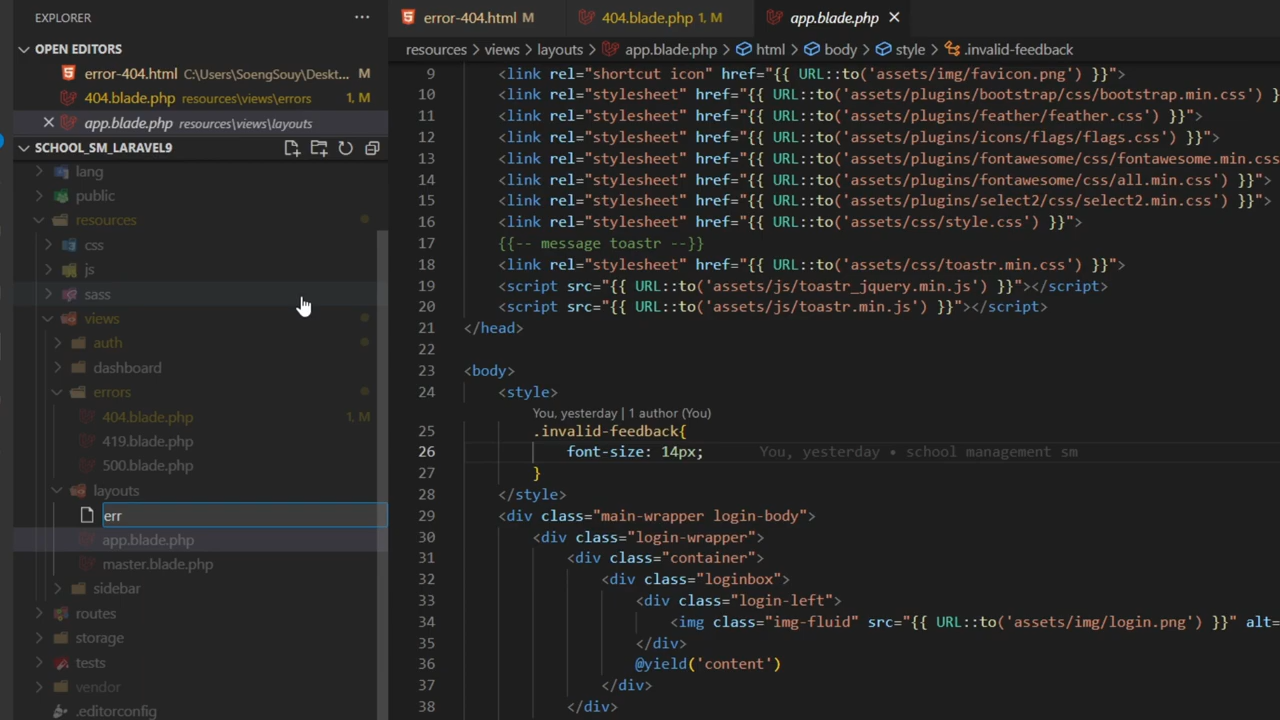 EXPLORER
OPEN EDITORS
error-404.html C:\Users\SoengSouy\Deskt... M
404.blade.php resources\views\errors 1, M
app.blade.php resources\views\layouts
SCHOOL_SM_LARAVEL9
lang
public
resources
css
js
sass
views
auth
dashboard
errors
404.blade.php 1, M
419.blade.php
500.blade.php
layouts
err
app.blade.php
master.blade.php
sidebar
routes
storage
tests
vendor
.editorconfig
error-404.html M
404.blade.php 1, M
app.blade.php
resources > views > layouts > app.blade.php > html > body > style > .invalid-feedback
9 <link rel="shortcut icon" href="{{ URL::to('assets/img/favicon.png') }}">
10 <link rel="stylesheet" href="{{ URL::to('assets/plugins/bootstrap/css/bootstrap.min.css') }
11 <link rel="stylesheet" href="{{ URL::to('assets/plugins/feather/feather.css') }}">
12 <link rel="stylesheet" href="{{ URL::to('assets/plugins/icons/flags/flags.css') }}">
13 <link rel="stylesheet" href="{{ URL::to('assets/plugins/fontawesome/css/fontawesome.min.css
14 <link rel="stylesheet" href="{{ URL::to('assets/plugins/fontawesome/css/all.min.css') }}">
15 <link rel="stylesheet" href="{{ URL::to('assets/plugins/select2/css/select2.min.css') }}">
16 <link rel="stylesheet" href="{{ URL::to('assets/css/style.css') }}">
17 {{-- message toastr --}}
18 <link rel="stylesheet" href="{{ URL::to('assets/css/toastr.min.css') }}">
19 <script src="{{ URL::to('assets/js/toastr_jquery.min.js') }}"></script>
20 <script src="{{ URL::to('assets/js/toastr.min.js') }}"></script>
21 </head>
22
23 <body>
24 <style>
You, yesterday | 1 author (You)
25 .invalid-feedback{
26 font-size: 14px; You, yesterday • school management sm
27 }
28 </style>
29 <div class="main-wrapper login-body">
30 <div class="login-wrapper">
31 <div class="container">
32 <div class="loginbox">
33 <div class="login-left">
34 <img class="img-fluid" src="{{ URL::to('assets/img/login.png') }}" alt=
35 </div>
36 @yield('content')
37 </div>
38 </div>